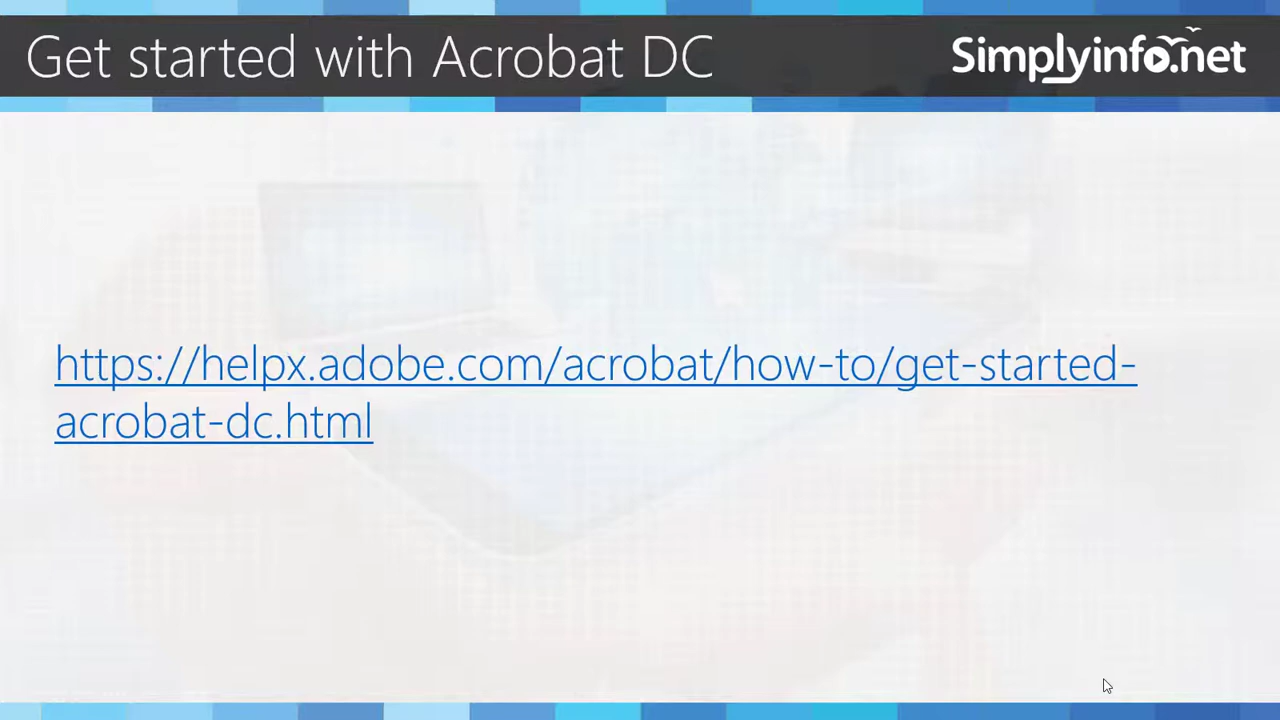 Get started with Acrobat DC
Simplyinfo.net
https://helpx.adobe.com/acrobat/how-to/get-started-
acrobat-dc.html